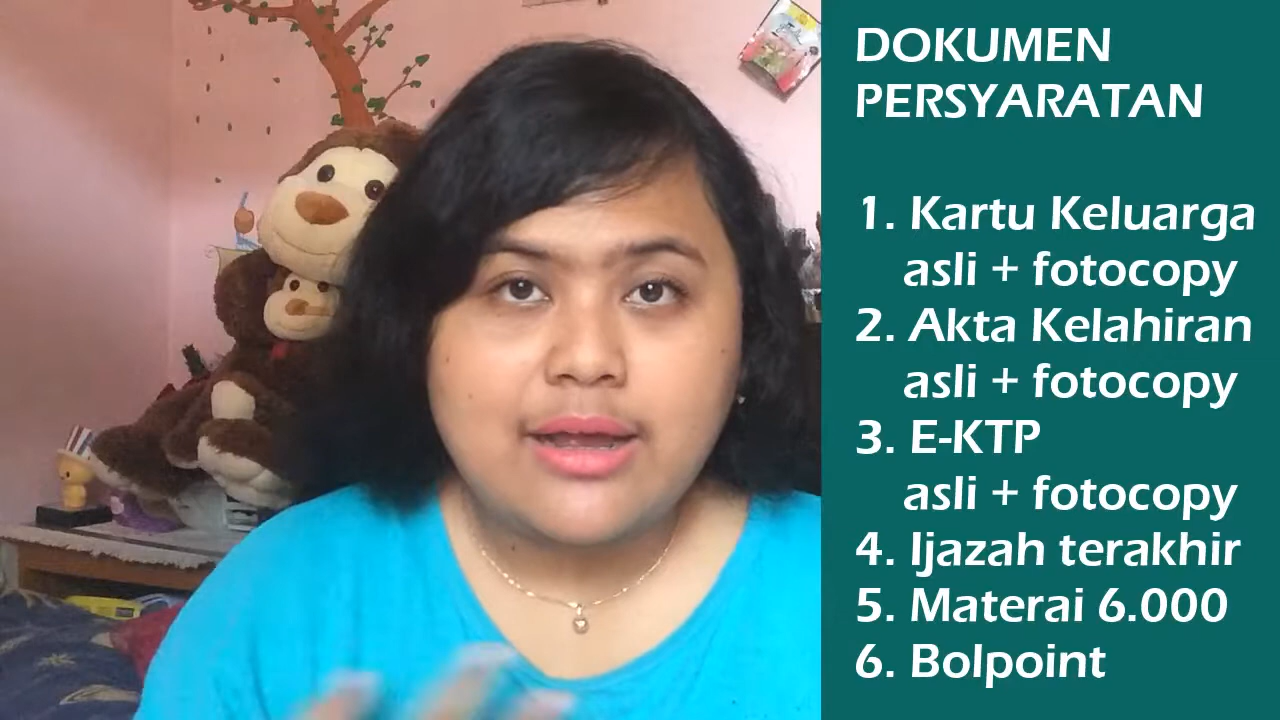 DOKUMEN
PERSYARATAN
1. Kartu Keluarga
asli + fotocopy
2. Akta Kelahiran
asli + fotocopy
3. E-KTP
asli + fotocopy
4. Ijazah terakhir
5. Materai 6.000
6. Bolpoint